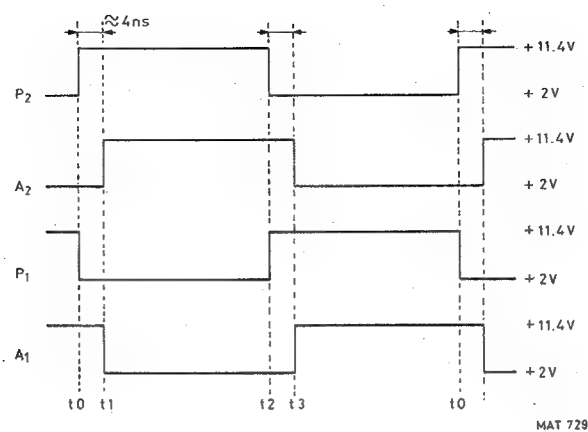 ≈4ns
P2
+11.4V
+2V
A2
+11.4V
+2V
P1
+11.4V
+2V
A1
+11.4V
+2V
t0 t1 t2 t3 t0
MAT 729